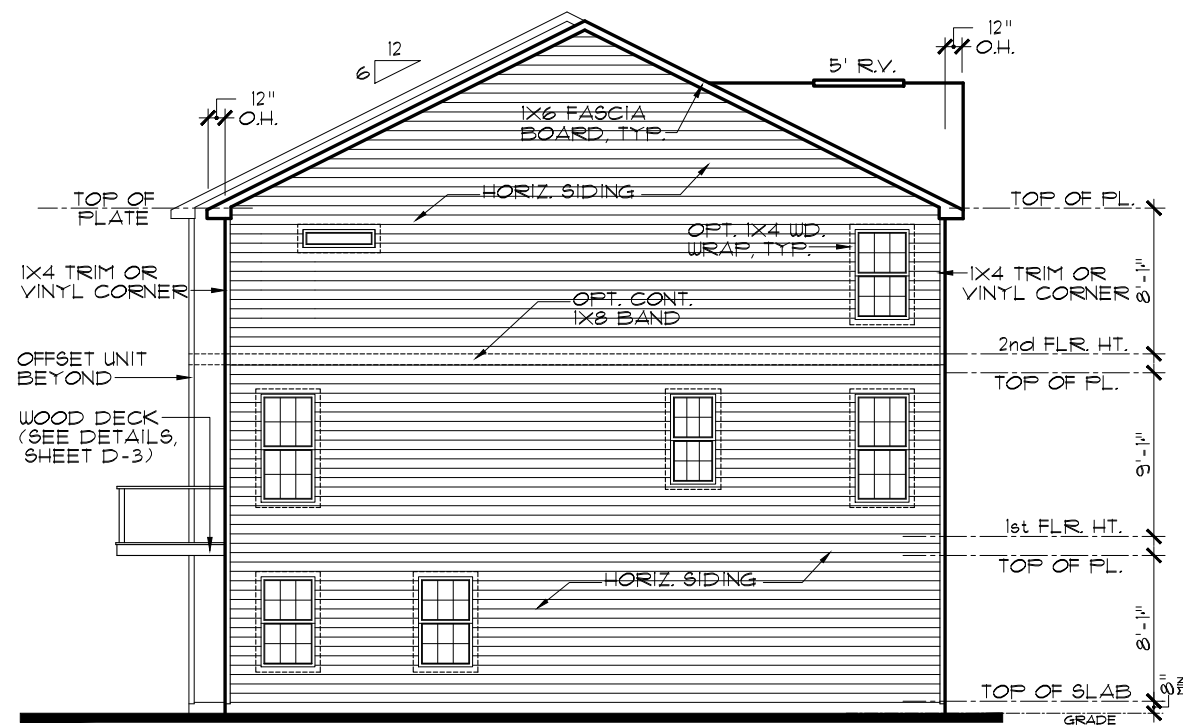 12"
O.H.
12
6
5' R.V.
12"
O.H.
1X6 FASCIA
BOARD, TYP.
HORIZ. SIDING
TOP OF
PLATE
TOP OF PL.
OPT. 1X4 WD.
WRAP, TYP.
1X4 TRIM OR
VINYL CORNER
1X4 TRIM OR
VINYL CORNER
8'-1"
OPT. CONT.
1X8 BAND
2nd FLR. HT.
OFFSET UNIT
BEYOND
TOP OF PL.
WOOD DECK
(SEE DETAILS,
SHEET D-3)
9'-1"
1st FLR. HT.
TOP OF PL.
HORIZ. SIDING
8'-1"
TOP OF SLAB
8"
GRADE